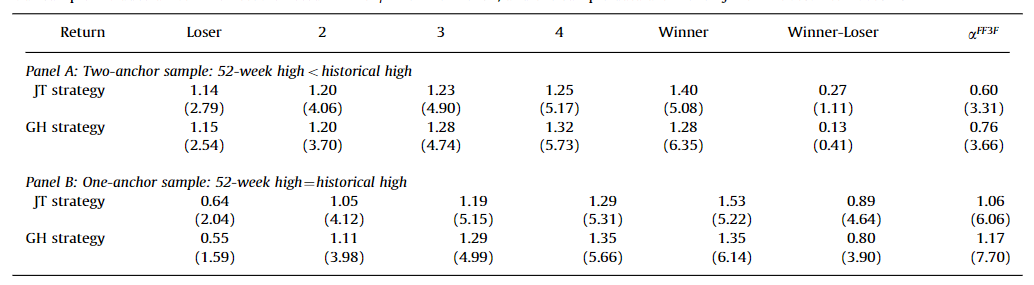 Return Loser 2 3 4 Winner Winner-Loser αFF3F
Panel A: Two-anchor sample: 52-week high < historical high
JT strategy 1.14 1.20 1.23 1.25 1.40 0.27 0.60
(2.79) (4.06) (4.90) (5.17) (5.08) (1.11) (3.31)
GH strategy 1.15 1.20 1.28 1.32 1.28 0.13 0.76
(2.54) (3.70) (4.74) (5.73) (6.35) (0.41) (3.66)
Panel B: One-anchor sample: 52-week high=historical high
JT strategy 0.64 1.05 1.19 1.29 1.53 0.89 1.06
(2.04) (4.12) (5.15) (5.31) (5.22) (4.64) (6.06)
GH strategy 0.55 1.11 1.29 1.35 1.35 0.80 1.17
(1.59) (3.98) (4.99) (5.66) (6.14) (3.90) (7.70)